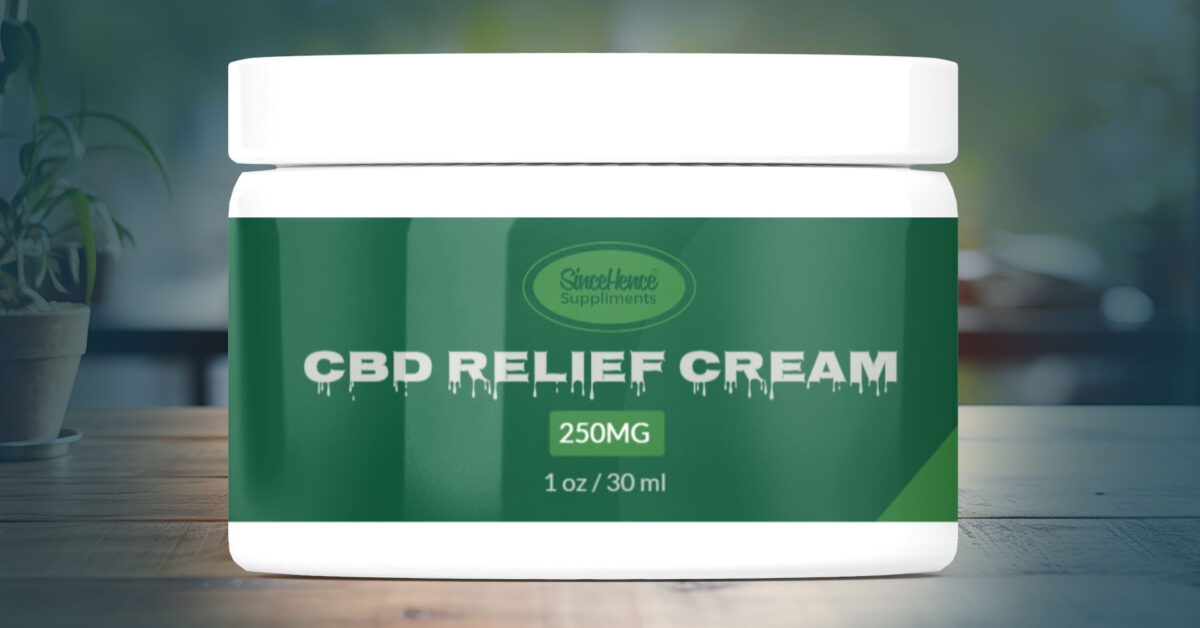 SinceHence®
Suppliments
CBD RELIEF CREAM
250MG
1 oz / 30 ml